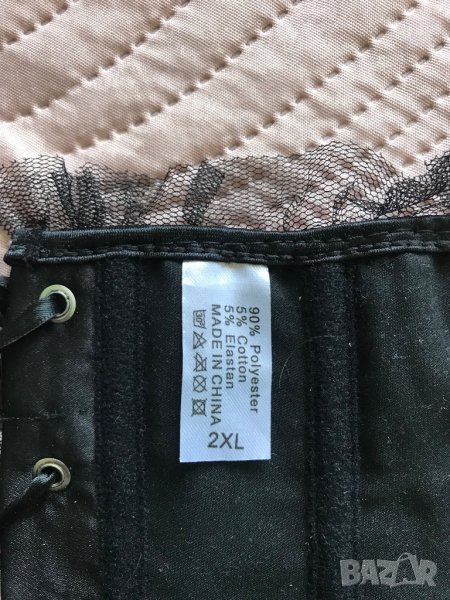 90% Polyester
5% Cotton
5% Elastan
MADE IN CHINA
2XL
BAZAR